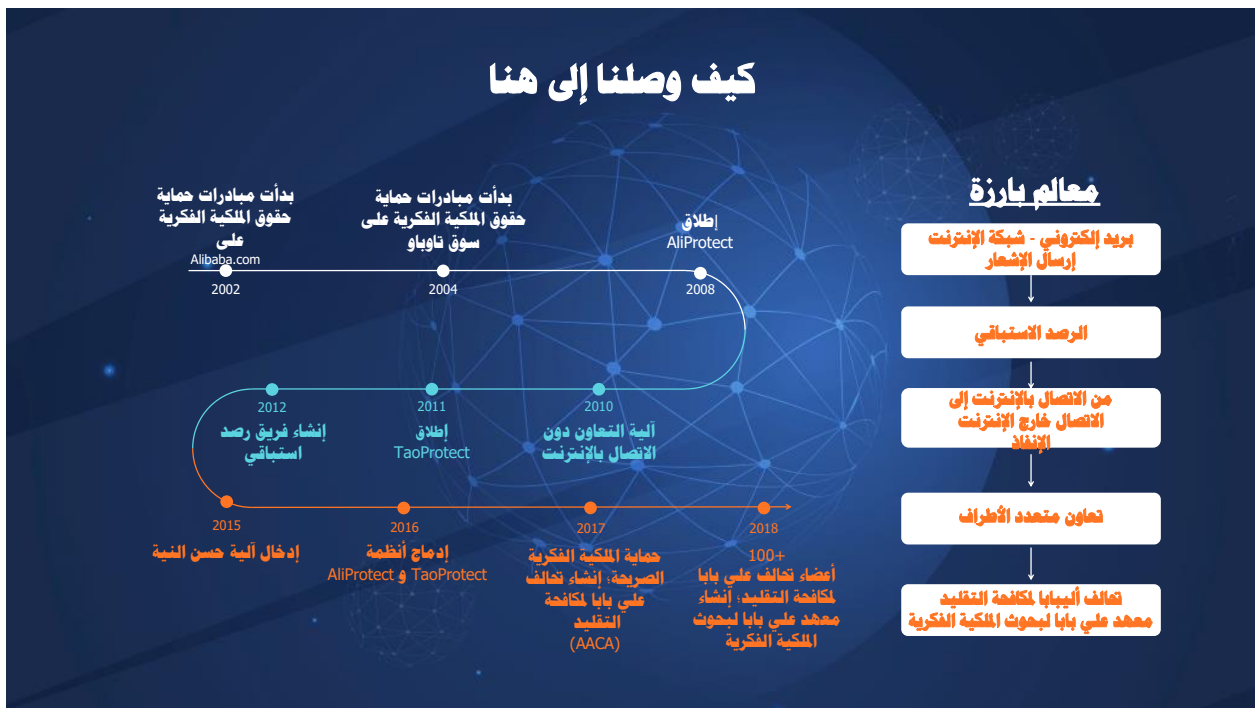 كيف وصلنا إلى هنا
بدأت مبادرات حماية
حقوق الملكية الفكرية
على
Alibaba.com
2002
بدأت مبادرات حماية
حقوق الملكية الفكرية على
سوق تاوباو
2004
إطلاق
AliProtect
2008
2012
إنشاء فريق رصد
استباقي
2011
إطلاق
TaoProtect
2010
آلية التعاون دون
الاتصال بالإنترنت
2015
إدخال آلية حسن النية
2016
إدماج أنظمة
TaoProtect و AliProtect
2017
حماية الملكية الفكرية
الصريحة؛ إنشاء تحالف
علي بابا لمكافحة
التقليد
(AACA)
2018
100+
أعضاء تحالف علي بابا
لمكافحة التقليد؛ إنشاء
معهد علي بابا لبحوث
الملكية الفكرية
معالم بارزة
بريد إلكتروني - شبكة الإنترنت
إرسال الإشعار
الرصد الاستباقي
من الاتصال بالإنترنت إلى
الاتصال خارج الإنترنت
الإنفاذ
تعاون متعدد الأطراف
تحالف أليبابا لمكافحة التقليد
معهد علي بابا لبحوث الملكية الفكرية